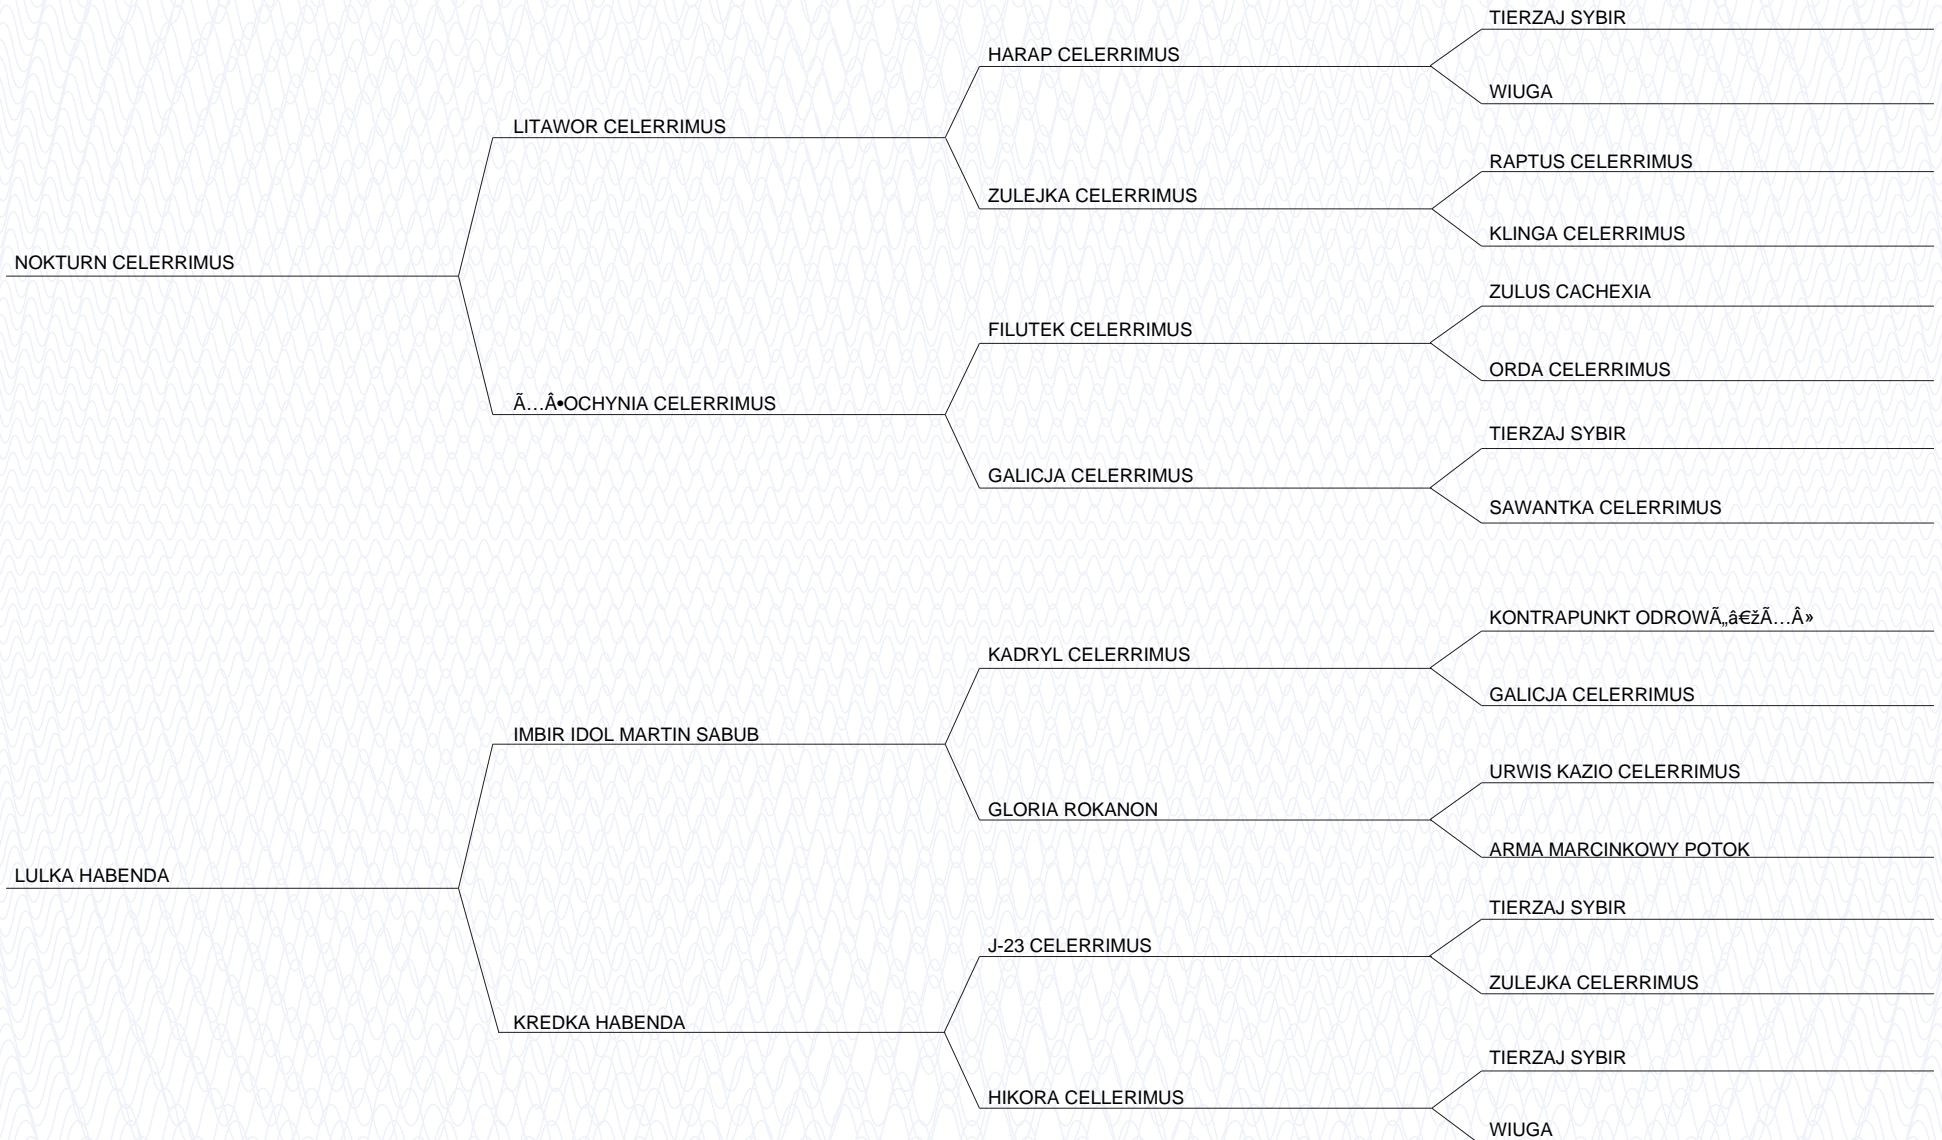 TIERZAJ SYBIR
HARAP CELERRIMUS
WIUGA
LITAWOR CELERRIMUS
RAPTUS CELERRIMUS
ZULEJKA CELERRIMUS
KLINGA CELERRIMUS
NOKTURN CELERRIMUS
ZULUS CACHEXIA
FILUTEK CELERRIMUS
ORDA CELERRIMUS
Ã…Â•OCHYNIA CELERRIMUS
TIERZAJ SYBIR
GALICJA CELERRIMUS
SAWANTKA CELERRIMUS
KONTRAPUNKT ODROWÃ„â€žÃ…Â»
KADRYL CELERRIMUS
GALICJA CELERRIMUS
IMBIR IDOL MARTIN SABUB
URWIS KAZIO CELERRIMUS
GLORIA ROKANON
ARMA MARCINKOWY POTOK
LULKA HABENDA
TIERZAJ SYBIR
J-23 CELERRIMUS
ZULEJKA CELERRIMUS
KREDKA HABENDA
TIERZAJ SYBIR
HIKORA CELLERIMUS
WIUGA